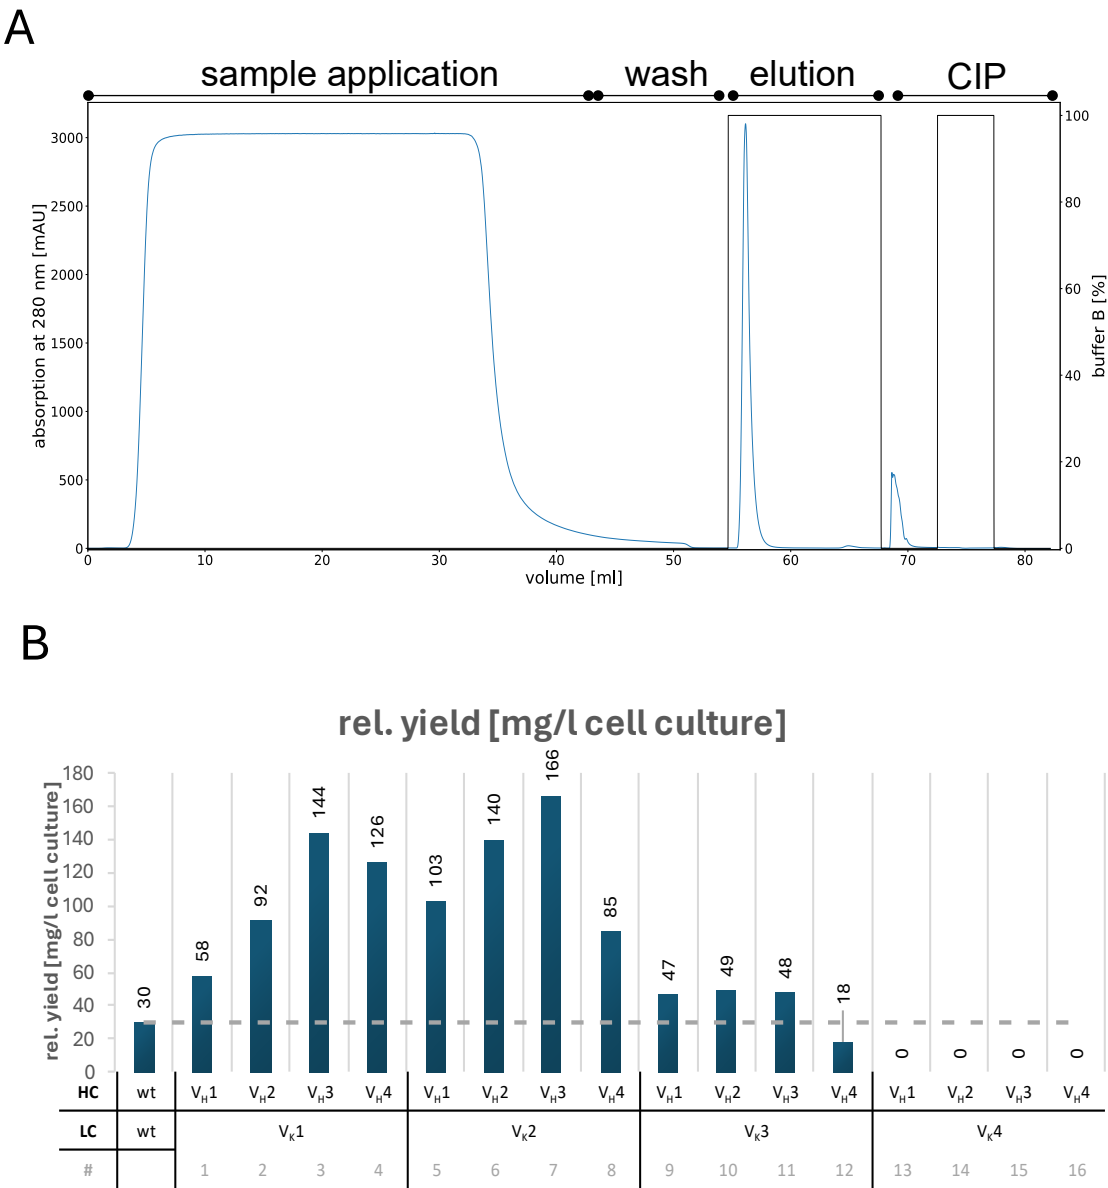 A
sample application wash elution CIP
absorption at 280 nm [mAU]
3000
2500
2000
1500
1000
500
0
buffer B [%]
100
80
60
40
20
0
0 10 20 30 40 50 60 70 80
volume [ml]
B
rel. yield [mg/l cell culture]
rel. yield [mg/l cell culture]
180
160
140
120
100
80
60
40
20
0
30 58 92 144 126 103 140 166 85 47 49 48 18 0 0 0 0
HC wt VH1 VH2 VH3 VH4 VH1 VH2 VH3 VH4 VH1 VH2 VH3 VH4 VH1 VH2 VH3 VH4
LC wt VK1 VK2 VK3 VK4
# 1 2 3 4 5 6 7 8 9 10 11 12 13 14 15 16